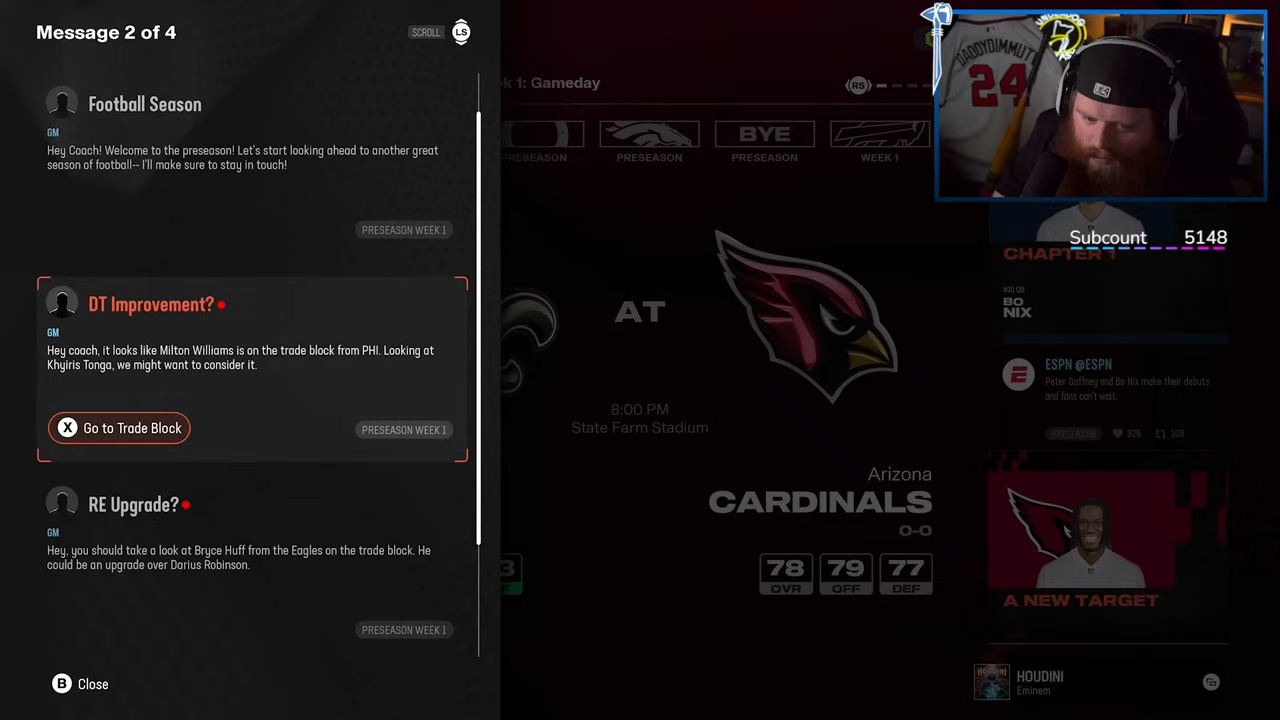 Message 2 of 4
SCROLL
LS
Football Season
GM
Hey Coach! Welcome to the preseason! Let's start looking ahead to another great
season of football-- I'll make sure to stay in touch!
PRESEASON WEEK 1
DT Improvement?
GM
Hey coach, it looks like Milton Williams is on the trade block from PHI. Looking at
Khyiris Tonga, we might want to consider it.
X Go to Trade Block
PRESEASON WEEK 1
RE Upgrade?
GM
Hey, you should take a look at Bryce Huff from the Eagles on the trade block. He
could be an upgrade over Darius Robinson.
PRESEASON WEEK 1
B Close
k 1: Gameday
RS
BYE
PRESEASON
PRESEASON
PRESEASON
WEEK 1
AT
8:00 PM
State Farm Stadium
Arizona
CARDINALS
0-0
78 79 77
OVR OFF DEF
DADDYDIMMUT
24
Subcount 5148
CHAPTER 1
#10 QB
BO
NIX
ESPN @ESPN
Peter Gaffney and Bo Nix make their debuts
and fans can't wait.
PRESEASON 326 108
A NEW TARGET
HOUDINI
Eminem